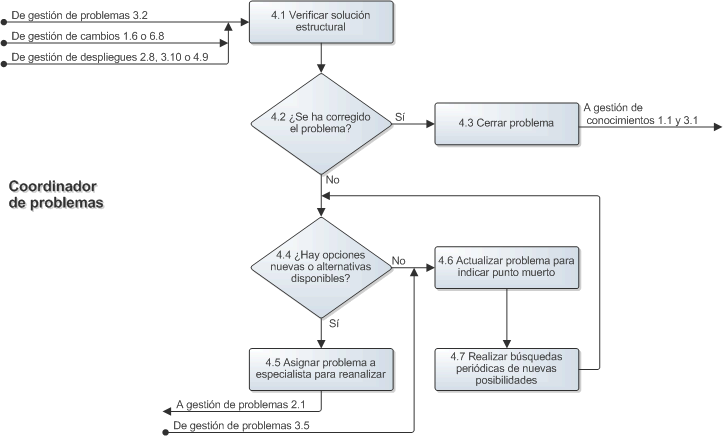 De gestión de problemas 3.2
De gestión de cambios 1.6 o 6.8
De gestión de despliegues 2.8, 3.10 o 4.9
4.1 Verificar solución
estructural
4.2 ¿Se ha corregido
el problema?
Sí
4.3 Cerrar problema
A gestión de
conocimientos 1.1 y 3.1
No
Coordinador
de problemas
4.4 ¿Hay opciones
nuevas o alternativas
disponibles?
No
4.6 Actualizar problema para
indicar punto muerto
Sí
4.5 Asignar problema a
especialista para reanalizar
4.7 Realizar búsquedas
periódicas de nuevas
posibilidades
A gestión de problemas 2.1
De gestión de problemas 3.5